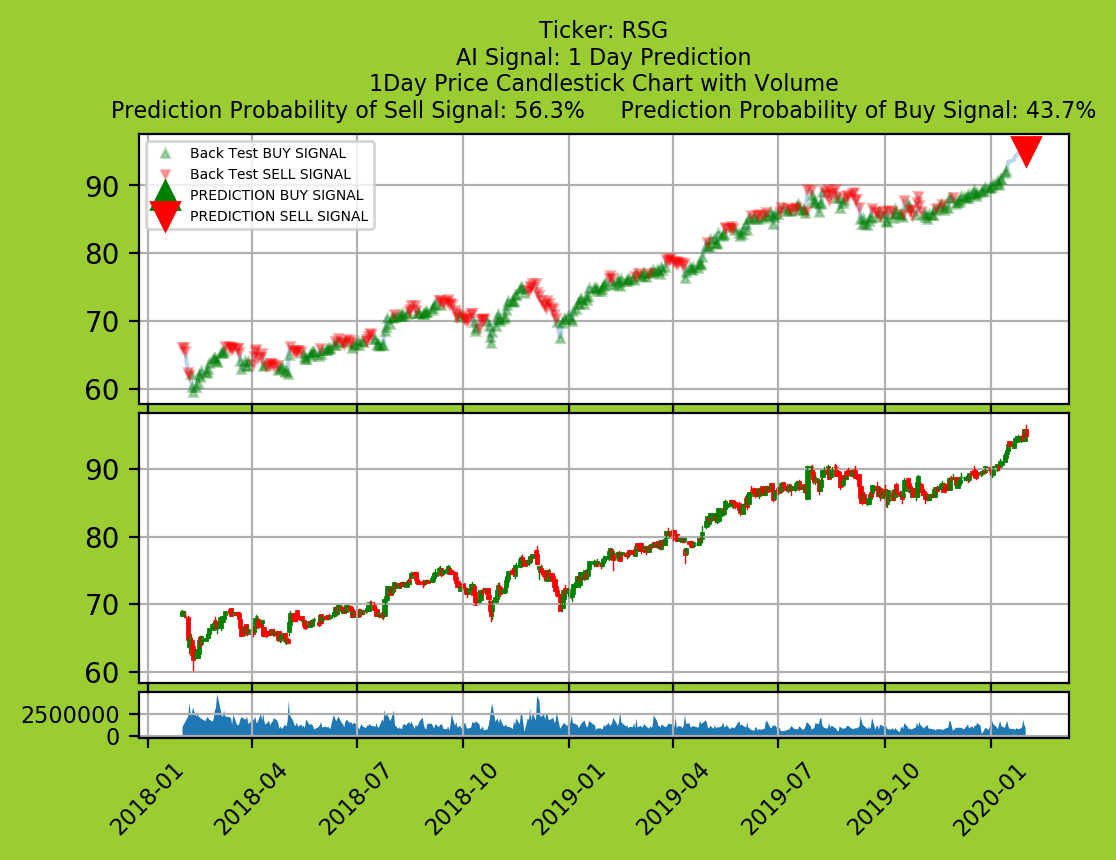 Ticker: RSG
AI Signal: 1 Day Prediction
1Day Price Candlestick Chart with Volume
Prediction Probability of Sell Signal: 56.3%     Prediction Probability of Buy Signal: 43.7%
Back Test BUY SIGNAL
Back Test SELL SIGNAL
PREDICTION BUY SIGNAL
PREDICTION SELL SIGNAL
90
80
70
60
90
80
70
60
2500000
0
2018-01
2018-04
2018-07
2018-10
2019-01
2019-04
2019-07
2019-10
2020-01